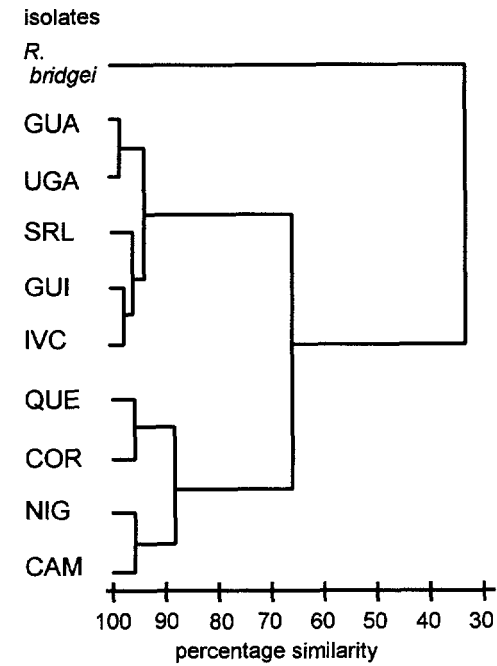 isolates
R.
bridgei
GUA
UGA
SRL
GUI
IVC
QUE
COR
NIG
CAM
100 90 80 70 60 50 40 30
percentage similarity